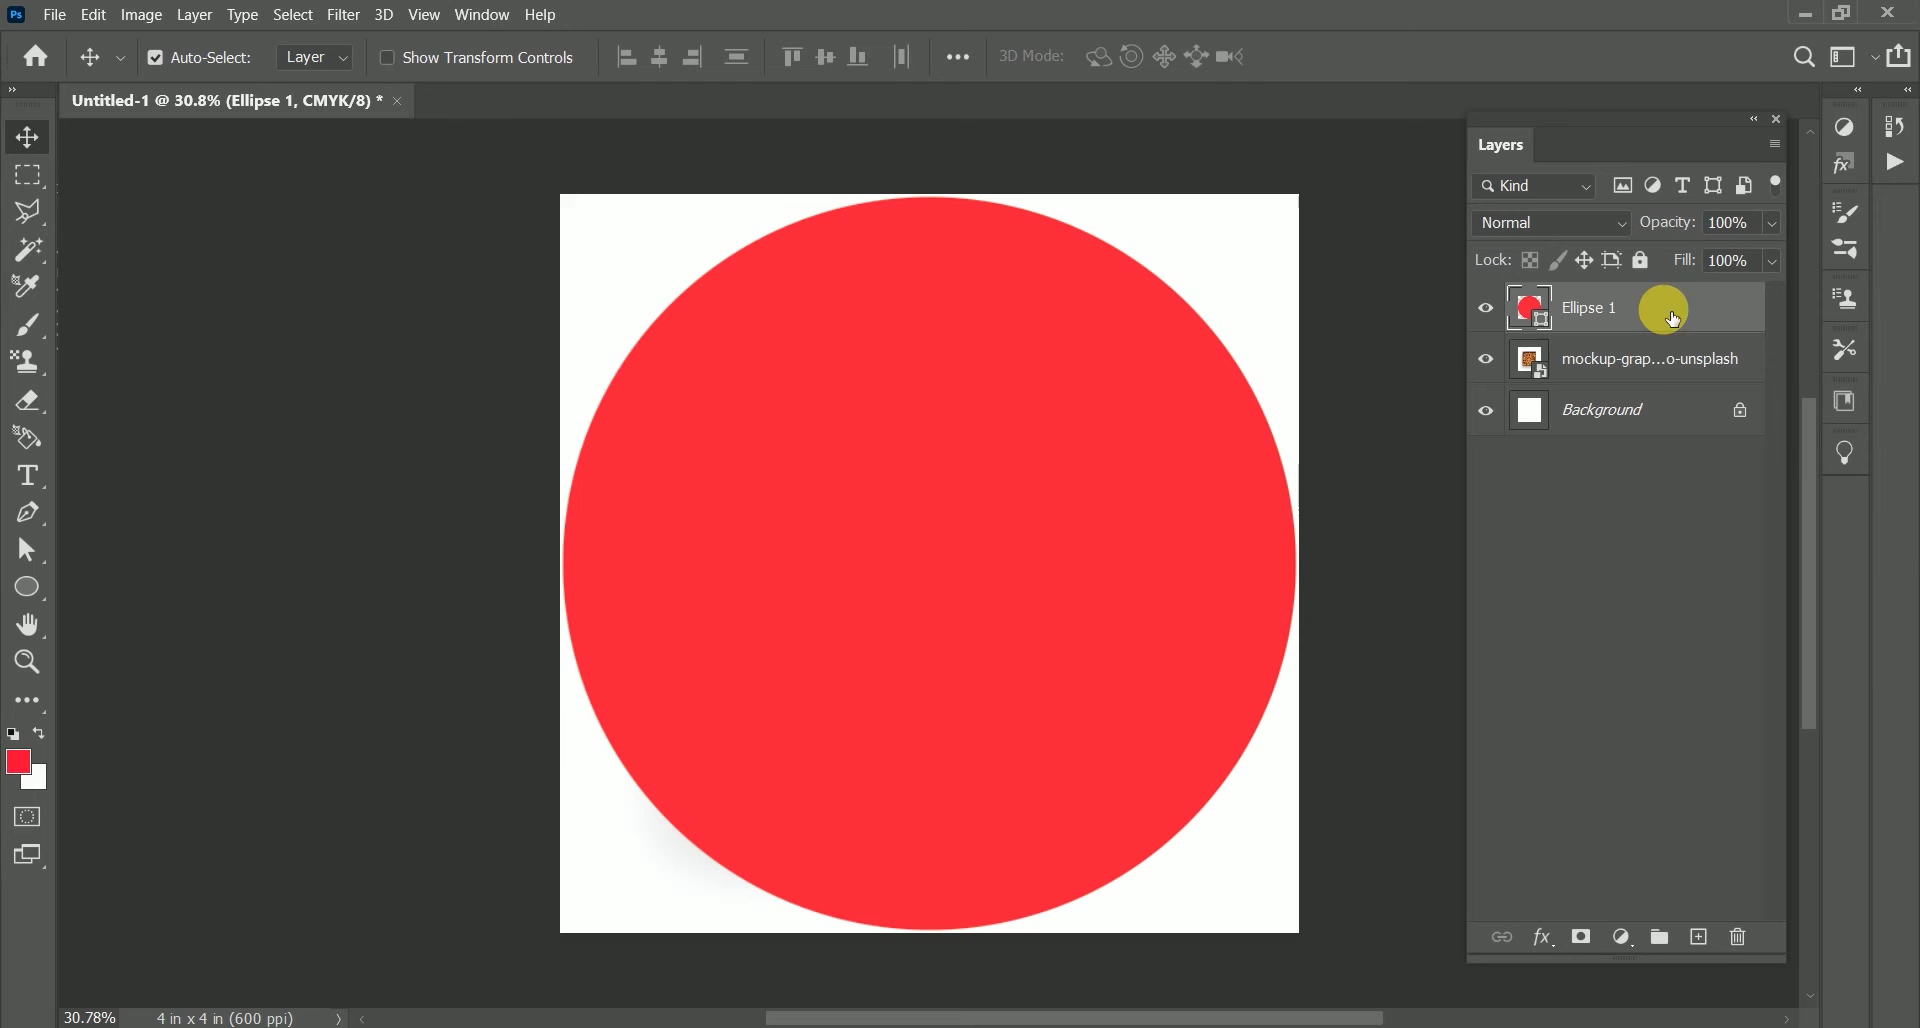 Ps File Edit Image Layer Type Select Filter 3D View Window Help
Auto-Select: Layer Show Transform Controls 3D Mode:
Untitled-1 @ 30.8% (Ellipse 1, CMYK/8) *
Layers
Kind
Normal Opacity: 100%
Lock: Fill: 100%
Ellipse 1
mockup-grap...o-unsplash
Background
fx
fx
30.78% 4 in x 4 in (600 ppi)